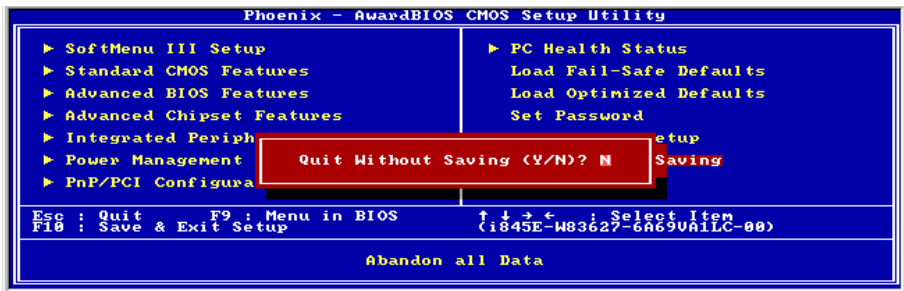 Phoenix - AwardBIOS CMOS Setup Utility
▶ SoftMenu III Setup
▶ Standard CMOS Features
▶ Advanced BIOS Features
▶ Advanced Chipset Features
▶ Integrated Periph
▶ Power Management
▶ PnP/PCI Configura
▶ PC Health Status
Load Fail-Safe Defaults
Load Optimized Defaults
Set Password
etup
Saving
Quit Without Saving (Y/N)? N
Esc : Quit F9 : Menu in BIOS ↑ ↓ → ← : Select Item
F10 : Save & Exit Setup (i845E-W83627-6A69VA1LC-00)
Abandon all Data